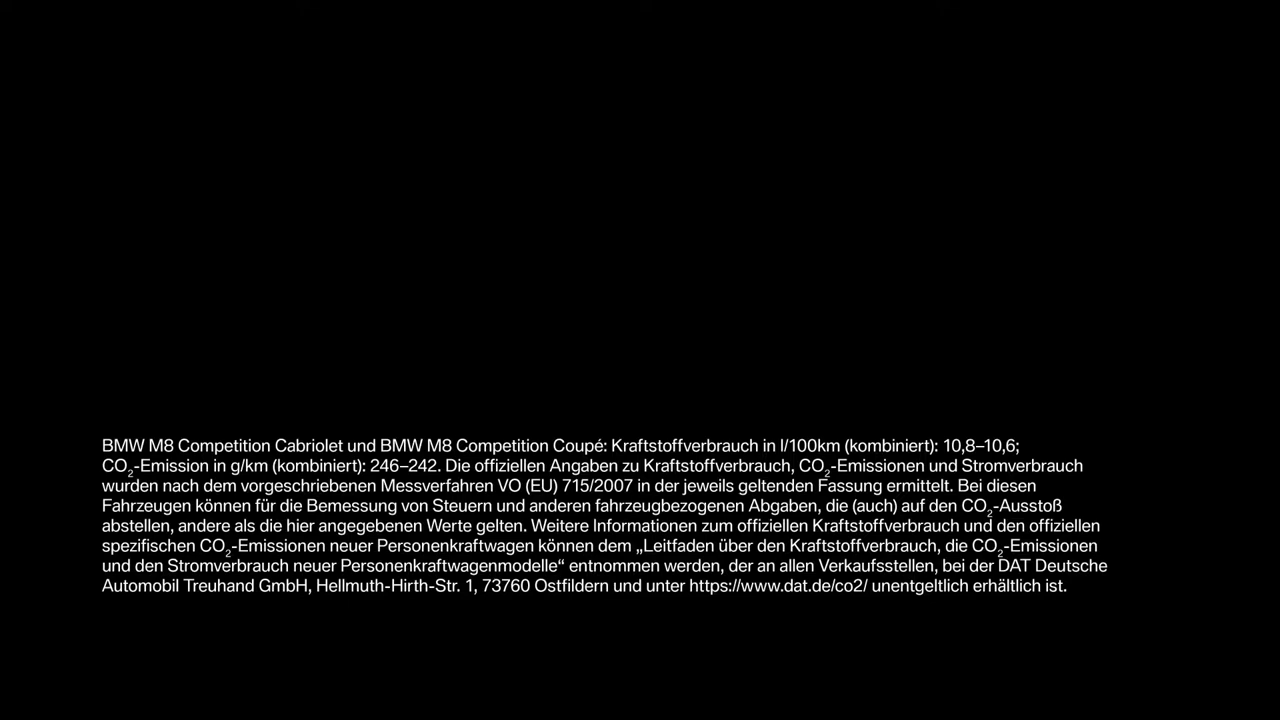 BMW M8 Competition Cabriolet und BMW M8 Competition Coupé: Kraftstoffverbrauch in l/100km (kombiniert): 10,8–10,6;
CO₂-Emission in g/km (kombiniert): 246–242. Die offiziellen Angaben zu Kraftstoffverbrauch, CO₂-Emissionen und Stromverbrauch
wurden nach dem vorgeschriebenen Messverfahren VO (EU) 715/2007 in der jeweils geltenden Fassung ermittelt. Bei diesen
Fahrzeugen können für die Bemessung von Steuern und anderen fahrzeugbezogenen Abgaben, die (auch) auf den CO₂-Ausstoß
abstellen, andere als die hier angegebenen Werte gelten. Weitere Informationen zum offiziellen Kraftstoffverbrauch und den offiziellen
spezifischen CO₂-Emissionen neuer Personenkraftwagen können dem „Leitfaden über den Kraftstoffverbrauch, die CO₂-Emissionen
und den Stromverbrauch neuer Personenkraftwagenmodelle“ entnommen werden, der an allen Verkaufsstellen, bei der DAT Deutsche
Automobil Treuhand GmbH, Hellmuth-Hirth-Str. 1, 73760 Ostfildern und unter https://www.dat.de/co2/ unentgeltlich erhältlich ist.